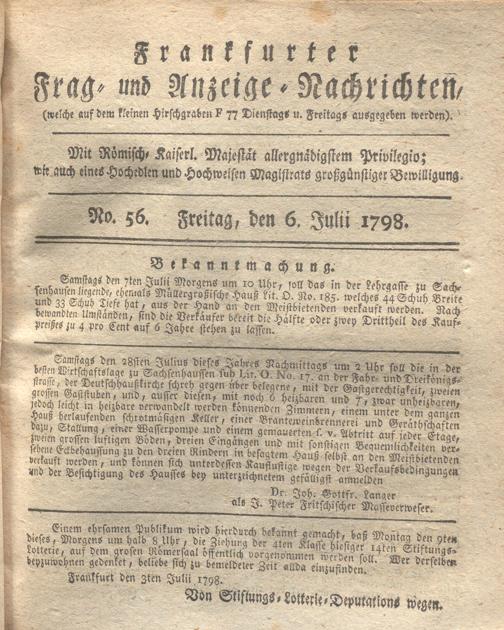 Frankfurter
Frag- und Anzeige-Nachrichten,
(welche auf dem kleinen Hirschgraben F 77 Dienstags u. Freitags ausgegeben werden).
Mit Römisch-Kaiserl. Majestät allergnädigstem Privilegio;
wir auch eines Hochedlen und Hochweisen Magistrats großgünstiger Bewilligung.
No. 56. Freitag, den 6. Julii 1798.
Bekanntmachung.
Samstags den 7ten Julii Morgens um 10 Uhr, soll das in der Lehrgasse zu Sach-
senhausen liegende, ehemals Müllergroßische Hauß Lit. O. No. 185. welches 44 Schuh Breite
und 33 Schuh Tiefe hat, aus der Hand an den Meistbietenden verkauft werden. Nach
bewandten Umständen, sind die Verkäufer bereit die Hälfte oder zwey Drittheil des Kauf-
preißes zu 4 pro Cent auf 6 Jahre stehen zu lassen.
Samstags den 28sten Julius dieses Jahres Nachmittags um 2 Uhr soll die in der
besten Wirthschaftslage zu Sachsenhaussen sub Lit. O. No. 17. an der Fahr- und Dreikönigs-
strasse, der Deutschhaußkirche schreg gegen über belegene, mit der Gastgerechtigkeit, zweien
grossen Gaststuben, und, ausser diesen, mit noch 6 heizbaren und 7, zwar unheizbaren,
jedoch leicht in heizbare verwandelt werden könnenden Zimmern, einem unter dem ganzen
Hauß herlaufenden schrotmäsigen Keller, einer Brantenweinbrennerei und Geräthschaften
dazu, Stallung, einer Wasserpumpe und einem gemauerten s. v. Abtritt auf jeder Etage,
zweien grossen luftigen Böden, dreien Eingängen und mit sonstigen Bequemlichkeiten ver-
sehene Eckbehaussung zu den dreien Rindern in besagtem Hauß selbst an den Meistbietenden
verkauft werden, und können sich unterdessen Kauflustige wegen der Verkaufsbedingungen
und der Besichtigung des Hausses bey unterzeichnetem gefälligst anmelden
Dr. Joh. Gottfr. Langer
als J. Peter Fritschischer Masseverweser.
Einem ehrsamen Publikum wird hierdurch bekannt gemacht, daß Montag den 9ten
dieses, Morgens um halb 8 Uhr, die Ziehung der 4ten Klasse hiesiger 14ten Stiftungs-
Lotterie, auf dem grosen Römersaal öffentlich vorgenommen werden soll. Wer derselben
beyzuwohnen gedenket, beliebe sich zu bemeldeter Zeit allda einzufinden.
Frankfurt den 3ten Julii 1798.
Von Stiftungs-Lotterie-Deputations wegen.